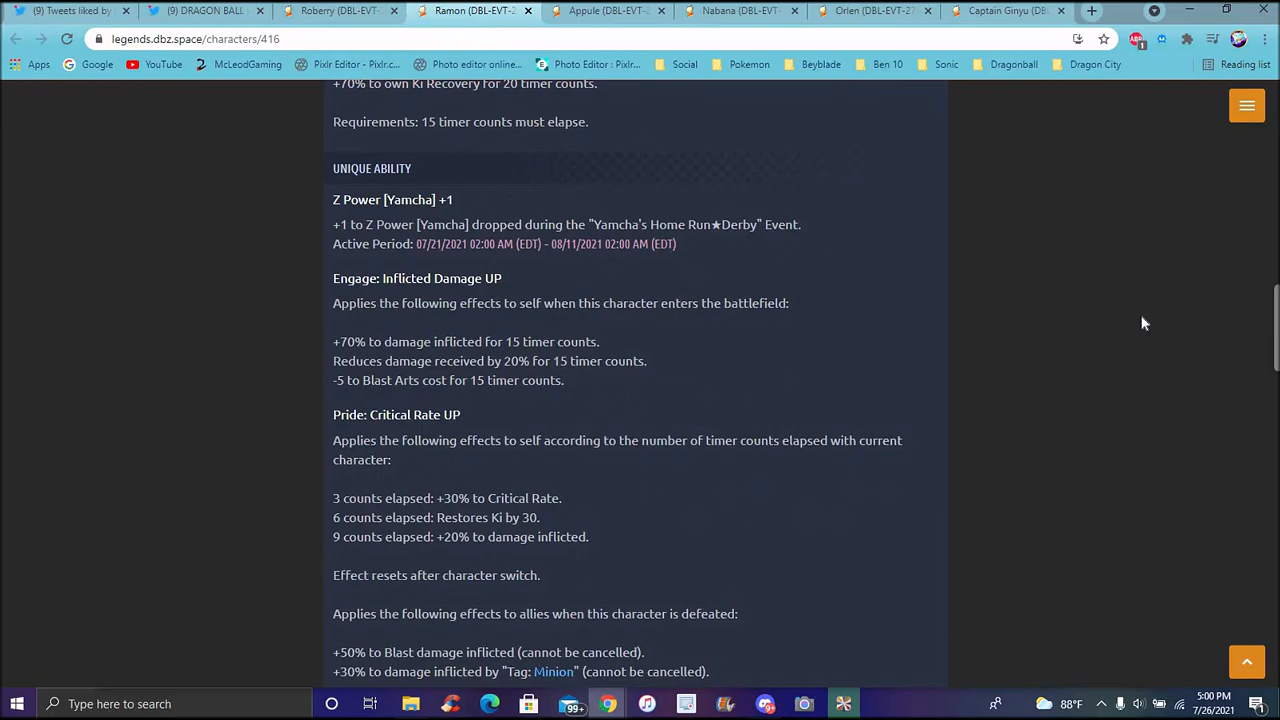 (9) Tweets liked by
(9) DRAGON BALL
Roberry (DBL-EVT-
Ramon (DBL-EVT-2
Appule (DBL-EVT-2
Nabana (DBL-EVT-
Orlen (DBL-EVT-27
Captain Ginyu (DBL
legends.dbz.space/characters/416
1
Apps
Google
YouTube
McLeodGaming
Pixlr Editor - Pixlr.c...
Photo editor online...
Photo Editor : Pixlr...
Social
Pokemon
Beyblade
Ben 10
Sonic
Dragonball
Dragon City
Reading list
+70% to own Ki Recovery for 20 timer counts.
Requirements: 15 timer counts must elapse.
UNIQUE ABILITY
Z Power [Yamcha] +1
+1 to Z Power [Yamcha] dropped during the "Yamcha's Home Run★Derby" Event.
Active Period: 07/21/2021 02:00 AM (EDT) - 08/11/2021 02:00 AM (EDT)
Engage: Inflicted Damage UP
Applies the following effects to self when this character enters the battlefield:
+70% to damage inflicted for 15 timer counts.
Reduces damage received by 20% for 15 timer counts.
-5 to Blast Arts cost for 15 timer counts.
Pride: Critical Rate UP
Applies the following effects to self according to the number of timer counts elapsed with current
character:
3 counts elapsed: +30% to Critical Rate.
6 counts elapsed: Restores Ki by 30.
9 counts elapsed: +20% to damage inflicted.
Effect resets after character switch.
Applies the following effects to allies when this character is defeated:
+50% to Blast damage inflicted (cannot be cancelled).
+30% to damage inflicted by "Tag: Minion" (cannot be cancelled).
Type here to search
99+
88°F
5:00 PM
7/26/2021
1